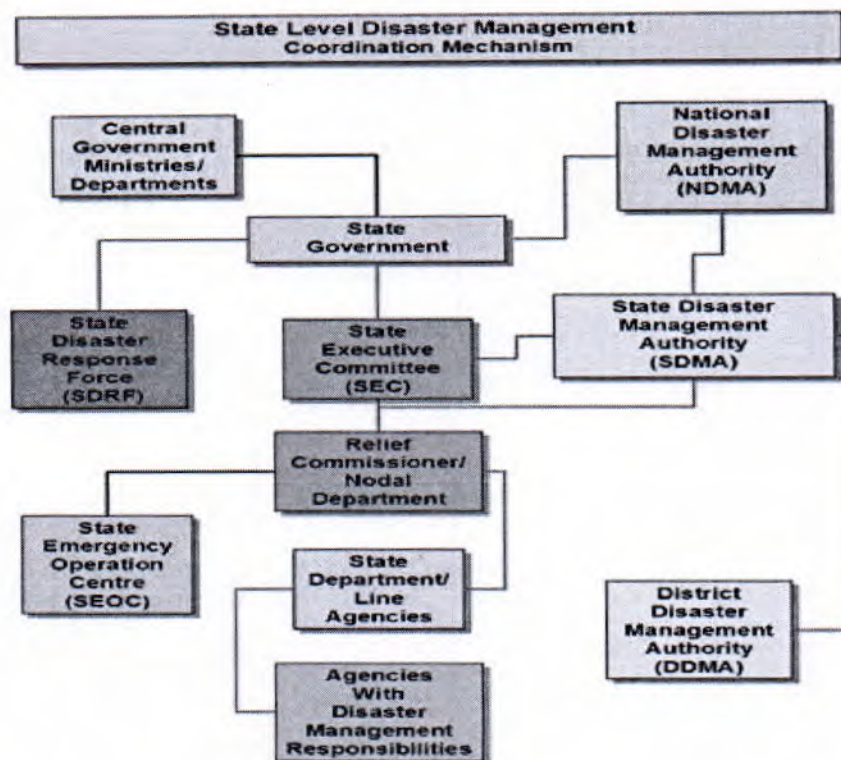 State Level Disaster Management
Coordination Mechanism
Central
Government
Ministries/
Departments
National
Disaster
Management
Authority
(NDMA)
State
Government
State
Disaster
Response
Force
(SDRF)
State
Executive
Committee
(SEC)
State Disaster
Management
Authority
(SDMA)
Relief
Commissioner/
Nodal
Department
State
Emergency
Operation
Centre
(SEOC)
State
Department/
Line
Agencies
District
Disaster
Management
Authority
(DDMA)
Agencies
With
Disaster
Management
Responsibilities